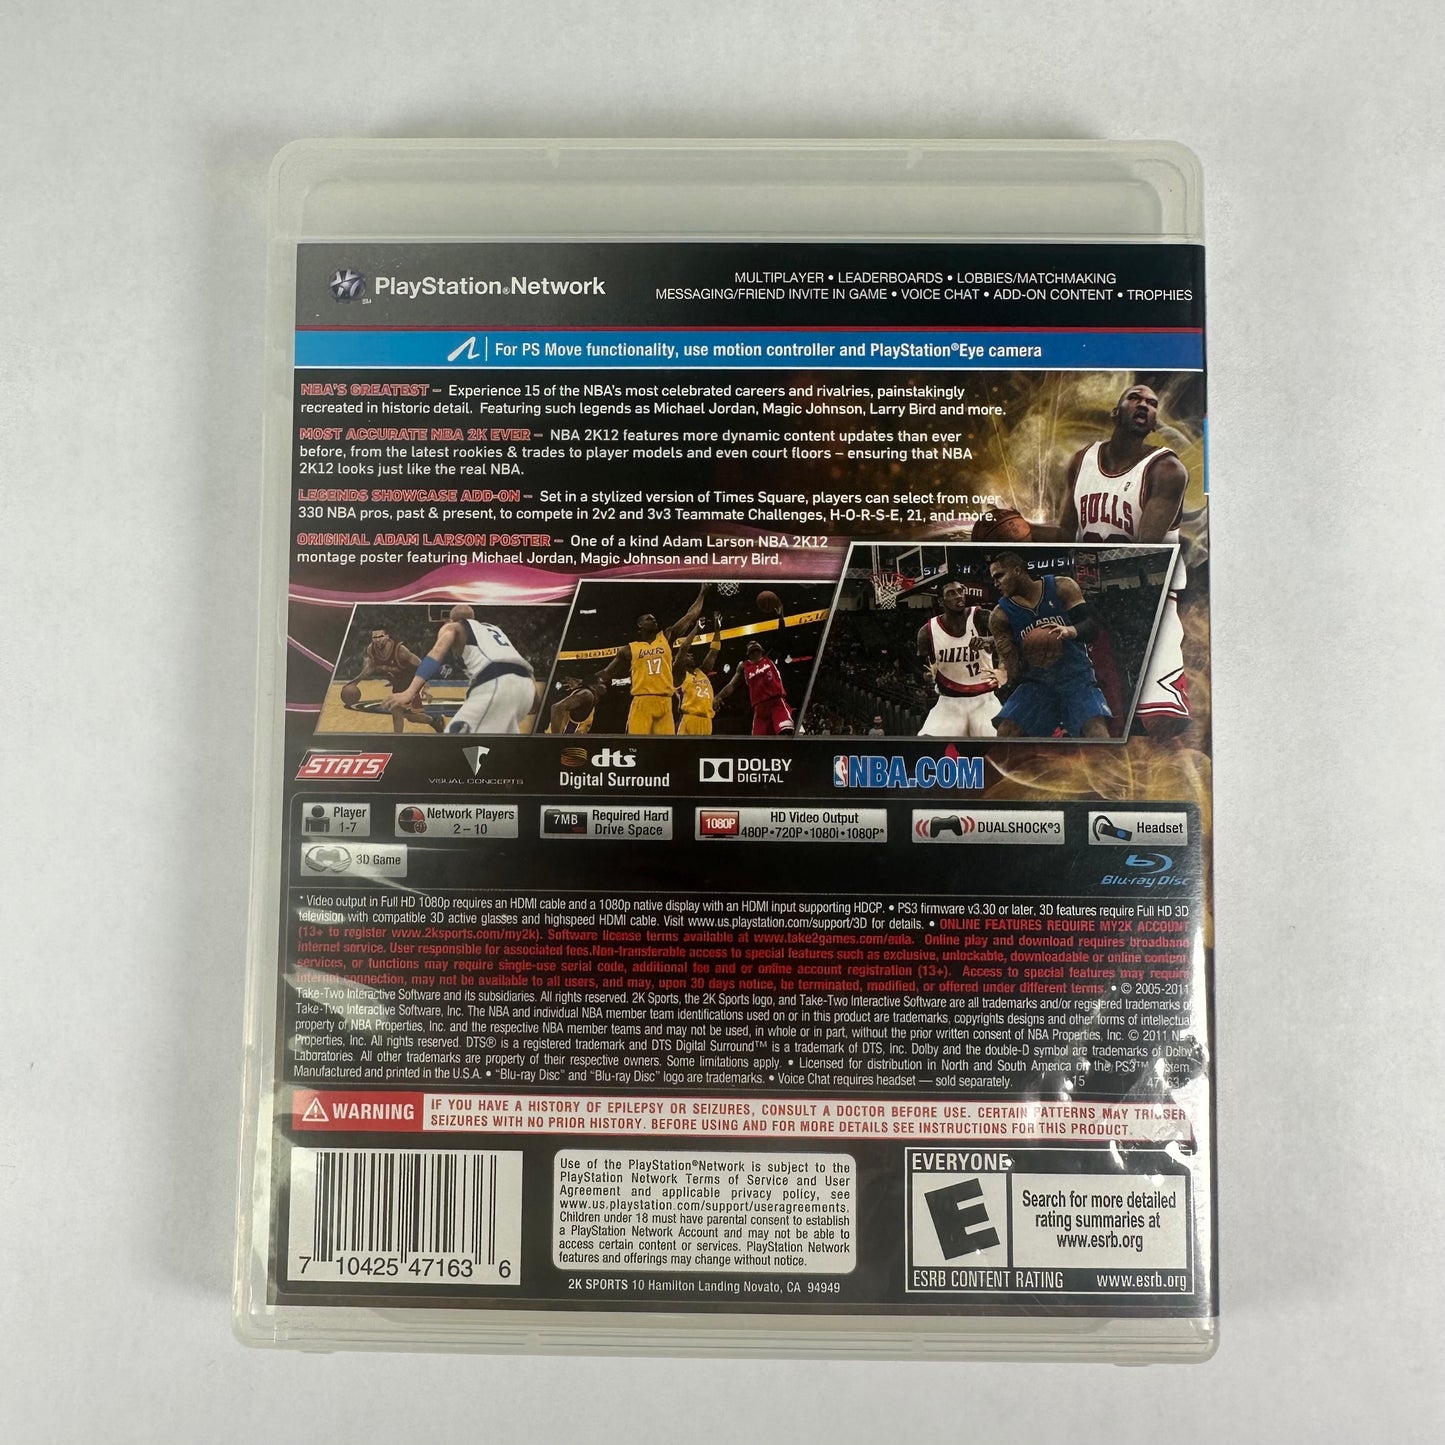 PlayStation®Network
SM
MULTIPLAYER • LEADERBOARDS • LOBBIES/MATCHMAKING
MESSAGING/FRIEND INVITE IN GAME • VOICE CHAT • ADD-ON CONTENT • TROPHIES
For PS Move functionality, use motion controller and PlayStation®Eye camera
NBA'S GREATEST – Experience 15 of the NBA's most celebrated careers and rivalries, painstakingly
recreated in historic detail. Featuring such legends as Michael Jordan, Magic Johnson, Larry Bird and more.
MOST ACCURATE NBA 2K EVER – NBA 2K12 features more dynamic content updates than ever
before, from the latest rookies & trades to player models and even court floors – ensuring that NBA
2K12 looks just like the real NBA.
LEGENDS SHOWCASE ADD-ON – Set in a stylized version of Times Square, players can select from over
330 NBA pros, past & present, to compete in 2v2 and 3v3 Teammate Challenges, H-O-R-S-E, 21, and more.
ORIGINAL ADAM LARSON POSTER – One of a kind Adam Larson NBA 2K12
montage poster featuring Michael Jordan, Magic Johnson and Larry Bird.
BULLS
LAKERS
17
24
BLAZERS
12
ORLANDO
2
STATS
VISUAL CONCEPTS
dts™
Digital Surround
DOLBY
DIGITAL
NBA.COM
Player
1-7
Network Players
2 – 10
7MB
Required Hard
Drive Space
1080P
HD Video Output
480P•720P•1080i•1080P*
DUALSHOCK®3
Headset
3D Game
Blu-ray Disc
* Video output in Full HD 1080p requires an HDMI cable and a 1080p native display with an HDMI input supporting HDCP. • PS3 firmware v3.30 or later, 3D features require Full HD 3D
television with compatible 3D active glasses and highspeed HDMI cable. Visit www.us.playstation.com/support/3D for details. • ONLINE FEATURES REQUIRE MY2K ACCOUNT
(13+ to register www.2ksports.com/my2k). Software license terms available at www.take2games.com/eula. Online play and download requires broadband
internet service. User responsible for associated fees.Non-transferable access to special features such as exclusive, unlockable, downloadable or online content,
services, or functions may require single-use serial code, additional fee and or online account registration (13+). Access to special features may require
internet connection, may not be available to all users, and may, upon 30 days notice, be terminated, modified, or offered under different terms. • © 2005-2011
Take-Two Interactive Software and its subsidiaries. All rights reserved. 2K Sports, the 2K Sports logo, and Take-Two Interactive Software are all trademarks and/or registered trademarks of
Take-Two Interactive Software, Inc. The NBA and individual NBA member team identifications used on or in this product are trademarks, copyrights designs and other forms of intellectual
property of NBA Properties, Inc. and the respective NBA member teams and may not be used, in whole or in part, without the prior written consent of NBA Properties, Inc. © 2011 NBA
Properties, Inc. All rights reserved. DTS® is a registered trademark and DTS Digital Surround™ is a trademark of DTS, Inc. Dolby and the double-D symbol are trademarks of Dolby
Laboratories. All other trademarks are property of their respective owners. Some limitations apply. • Licensed for distribution in North and South America on the PS3™ system.
Manufactured and printed in the U.S.A. • "Blu-ray Disc" and "Blu-ray Disc" logo are trademarks. • Voice Chat requires headset — sold separately.
WARNING
IF YOU HAVE A HISTORY OF EPILEPSY OR SEIZURES, CONSULT A DOCTOR BEFORE USE. CERTAIN PATTERNS MAY TRIGGER
SEIZURES WITH NO PRIOR HISTORY. BEFORE USING AND FOR MORE DETAILS SEE INSTRUCTIONS FOR THIS PRODUCT.
7 10425 47163 6
Use of the PlayStation®Network is subject to the
PlayStation Network Terms of Service and User
Agreement and applicable privacy policy, see
www.us.playstation.com/support/useragreements.
Children under 18 must have parental consent to establish
a PlayStation Network Account and may not be able to
access certain content or services. PlayStation Network
features and offerings may change without notice.
2K SPORTS 10 Hamilton Landing Novato, CA 94949
EVERYONE
E
Search for more detailed
rating summaries at
www.esrb.org
ESRB CONTENT RATING www.esrb.org